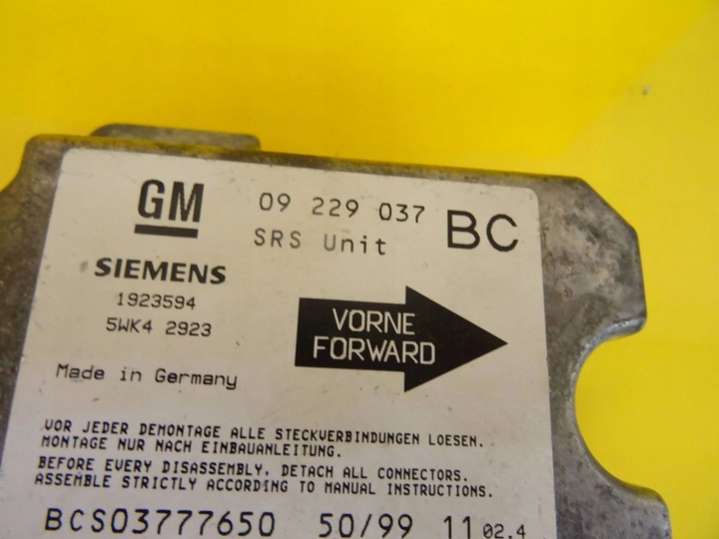 GM 09 229 037 BC
SRS Unit
SIEMENS
1923594
5WK4 2923
VORNE
FORWARD
Made in Germany
VOR JEDER DEMONTAGE ALLE STECKVERBINDUNGEN LOESEN.
MONTAGE NUR NACH EINBAUANLEITUNG.
BEFORE EVERY DISASSEMBLY, DETACH ALL CONNECTORS.
ASSEMBLE STRICTLY ACCORDING TO MANUAL INSTRUCTIONS.
BCS03777650 50/99 11 02.4